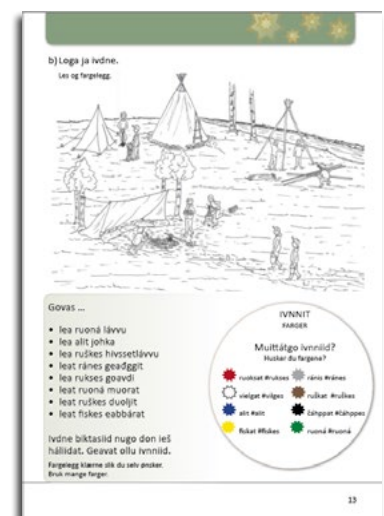 b) Loga ja ivdne.
Les og fargelegg.
Govas ...
• lea ruoná lávvu
• lea alit johka
• lea ruškes hivssetlávvu
• leat ránes geađggit
• lea rukses goavdi
• leat ruoná muorat
• leat ruškes duoljit
• leat fiskes eabbárat
Ivdne biktasiid nugo don ieš
háliidat. Geavat ollu ivnniid.
Fargelegg klærne slik du selv ønsker.
Bruk mange farger.
IVNNIT
FARGER
Muittátgo ivnniid?
Husker du fargene?
ruoksat #rukses
vielgat #vilges
alit #alit
fiskat #fiskes
ránis #ránes
ruškat #ruškes
čáhppat #čáhppes
ruoná #ruoná
13